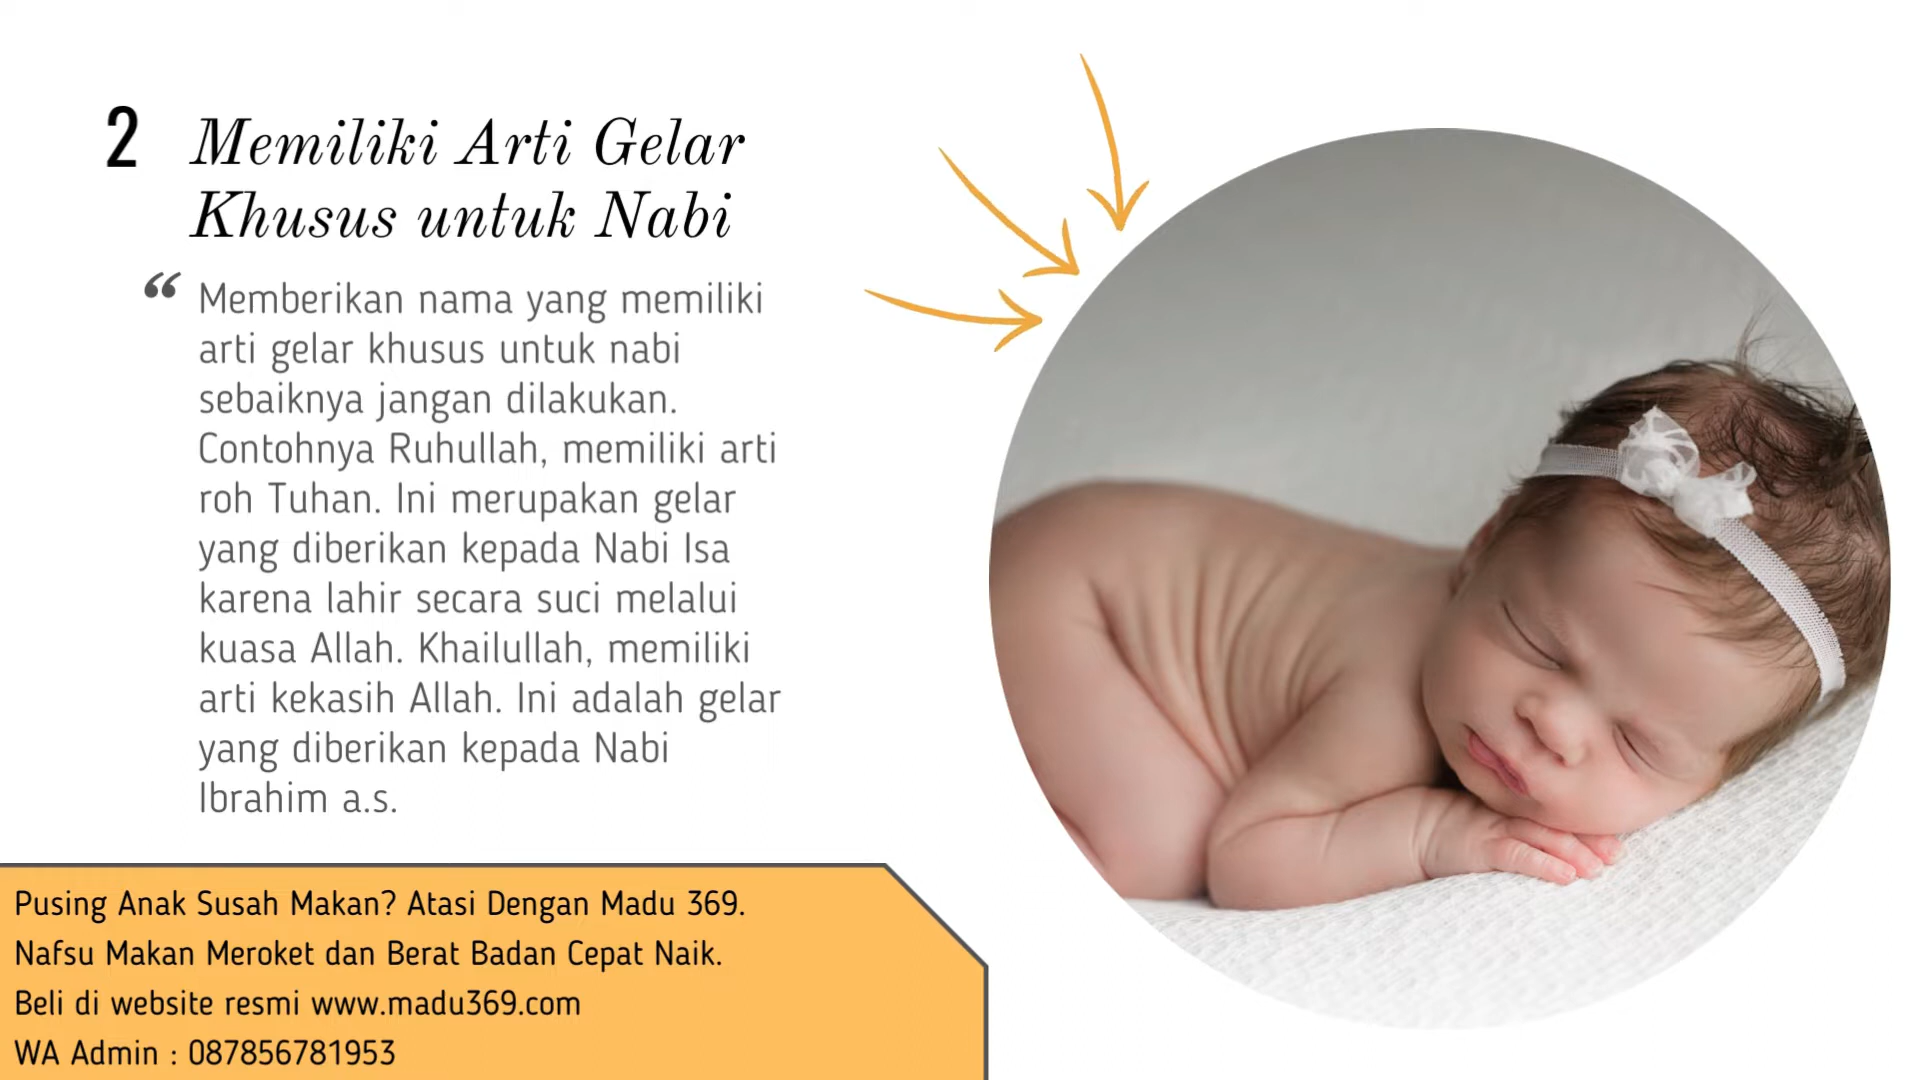 2 Memiliki Arti Gelar
Khusus untuk Nabi
“ Memberikan nama yang memiliki
arti gelar khusus untuk nabi
sebaiknya jangan dilakukan.
Contohnya Ruhullah, memiliki arti
roh Tuhan. Ini merupakan gelar
yang diberikan kepada Nabi Isa
karena lahir secara suci melalui
kuasa Allah. Khailullah, memiliki
arti kekasih Allah. Ini adalah gelar
yang diberikan kepada Nabi
Ibrahim a.s.
Pusing Anak Susah Makan? Atasi Dengan Madu 369.
Nafsu Makan Meroket dan Berat Badan Cepat Naik.
Beli di website resmi www.madu369.com
WA Admin : 087856781953